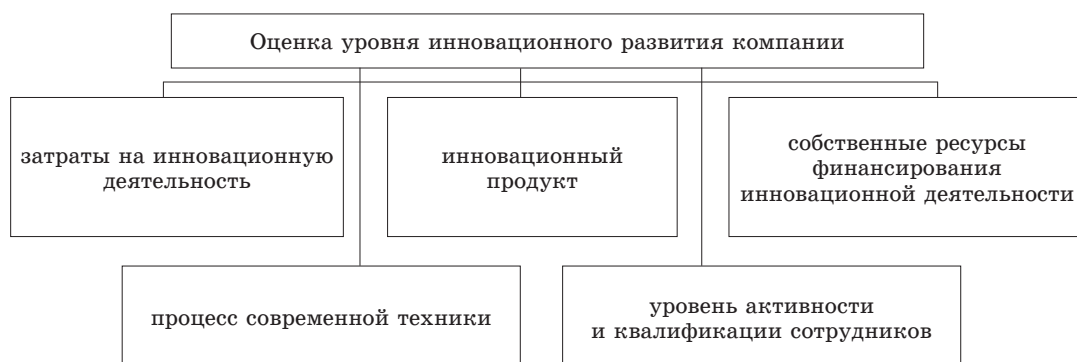 Оценка уровня инновационного развития компании
затраты на инновационную
деятельность
инновационный
продукт
собственные ресурсы
финансирования
инновационной деятельности
процесс современной техники
уровень активности
и квалификации сотрудников